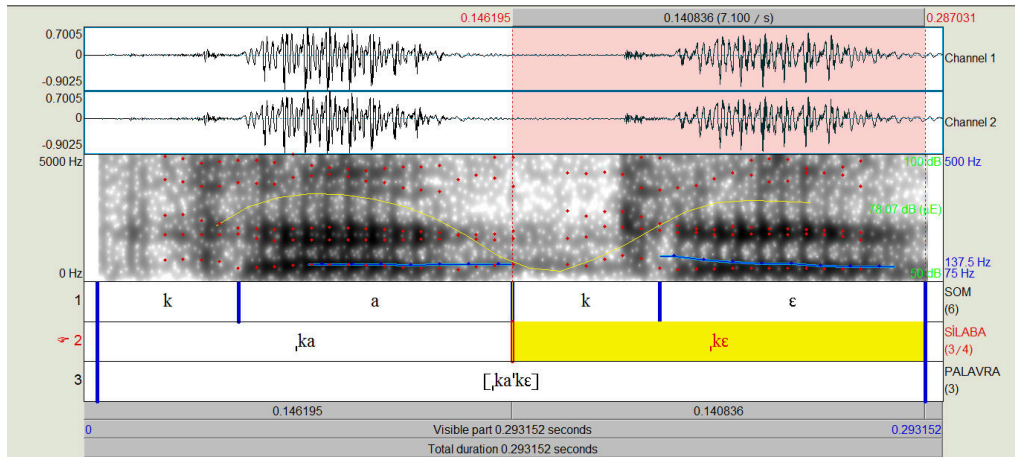 0.146195 0.140836 (7.100 / s) 0.287031
0.7005
0
-0.9025
Channel 1
0.7005
0
-0.9025
Channel 2
5000 Hz 100 dB 500 Hz
78.07 dB (µE)
137.5 Hz
0 Hz 50 dB 75 Hz
1 k a k ɛ SOM (6)
2 ˌka ˌkɛ SÍLABA (3/4)
3 [ˌkaˈkɛ] PALAVRA (3)
0.146195 0.140836
0 Visible part 0.293152 seconds 0.293152
Total duration 0.293152 seconds